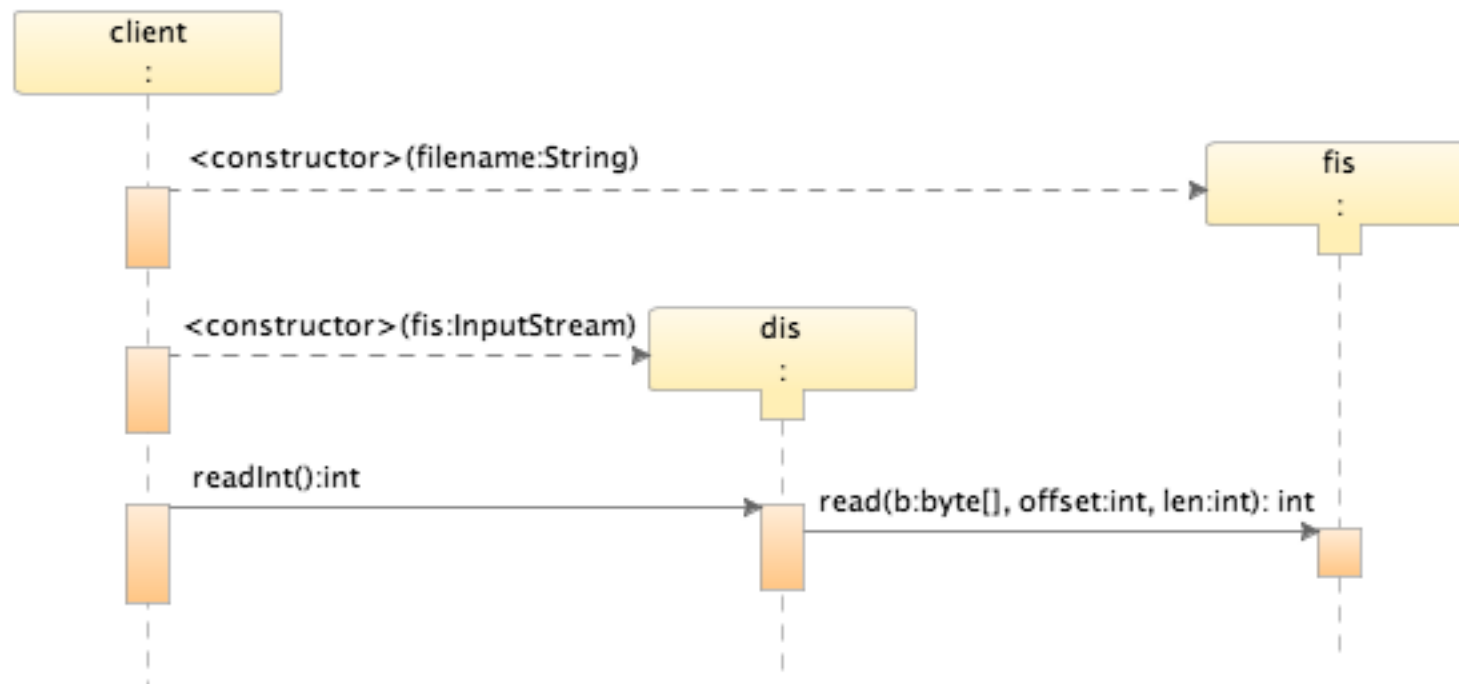 client
:
<constructor>(filename:String)
fis
:
<constructor>(fis:InputStream)
dis
:
readInt():int
read(b:byte[], offset:int, len:int): int